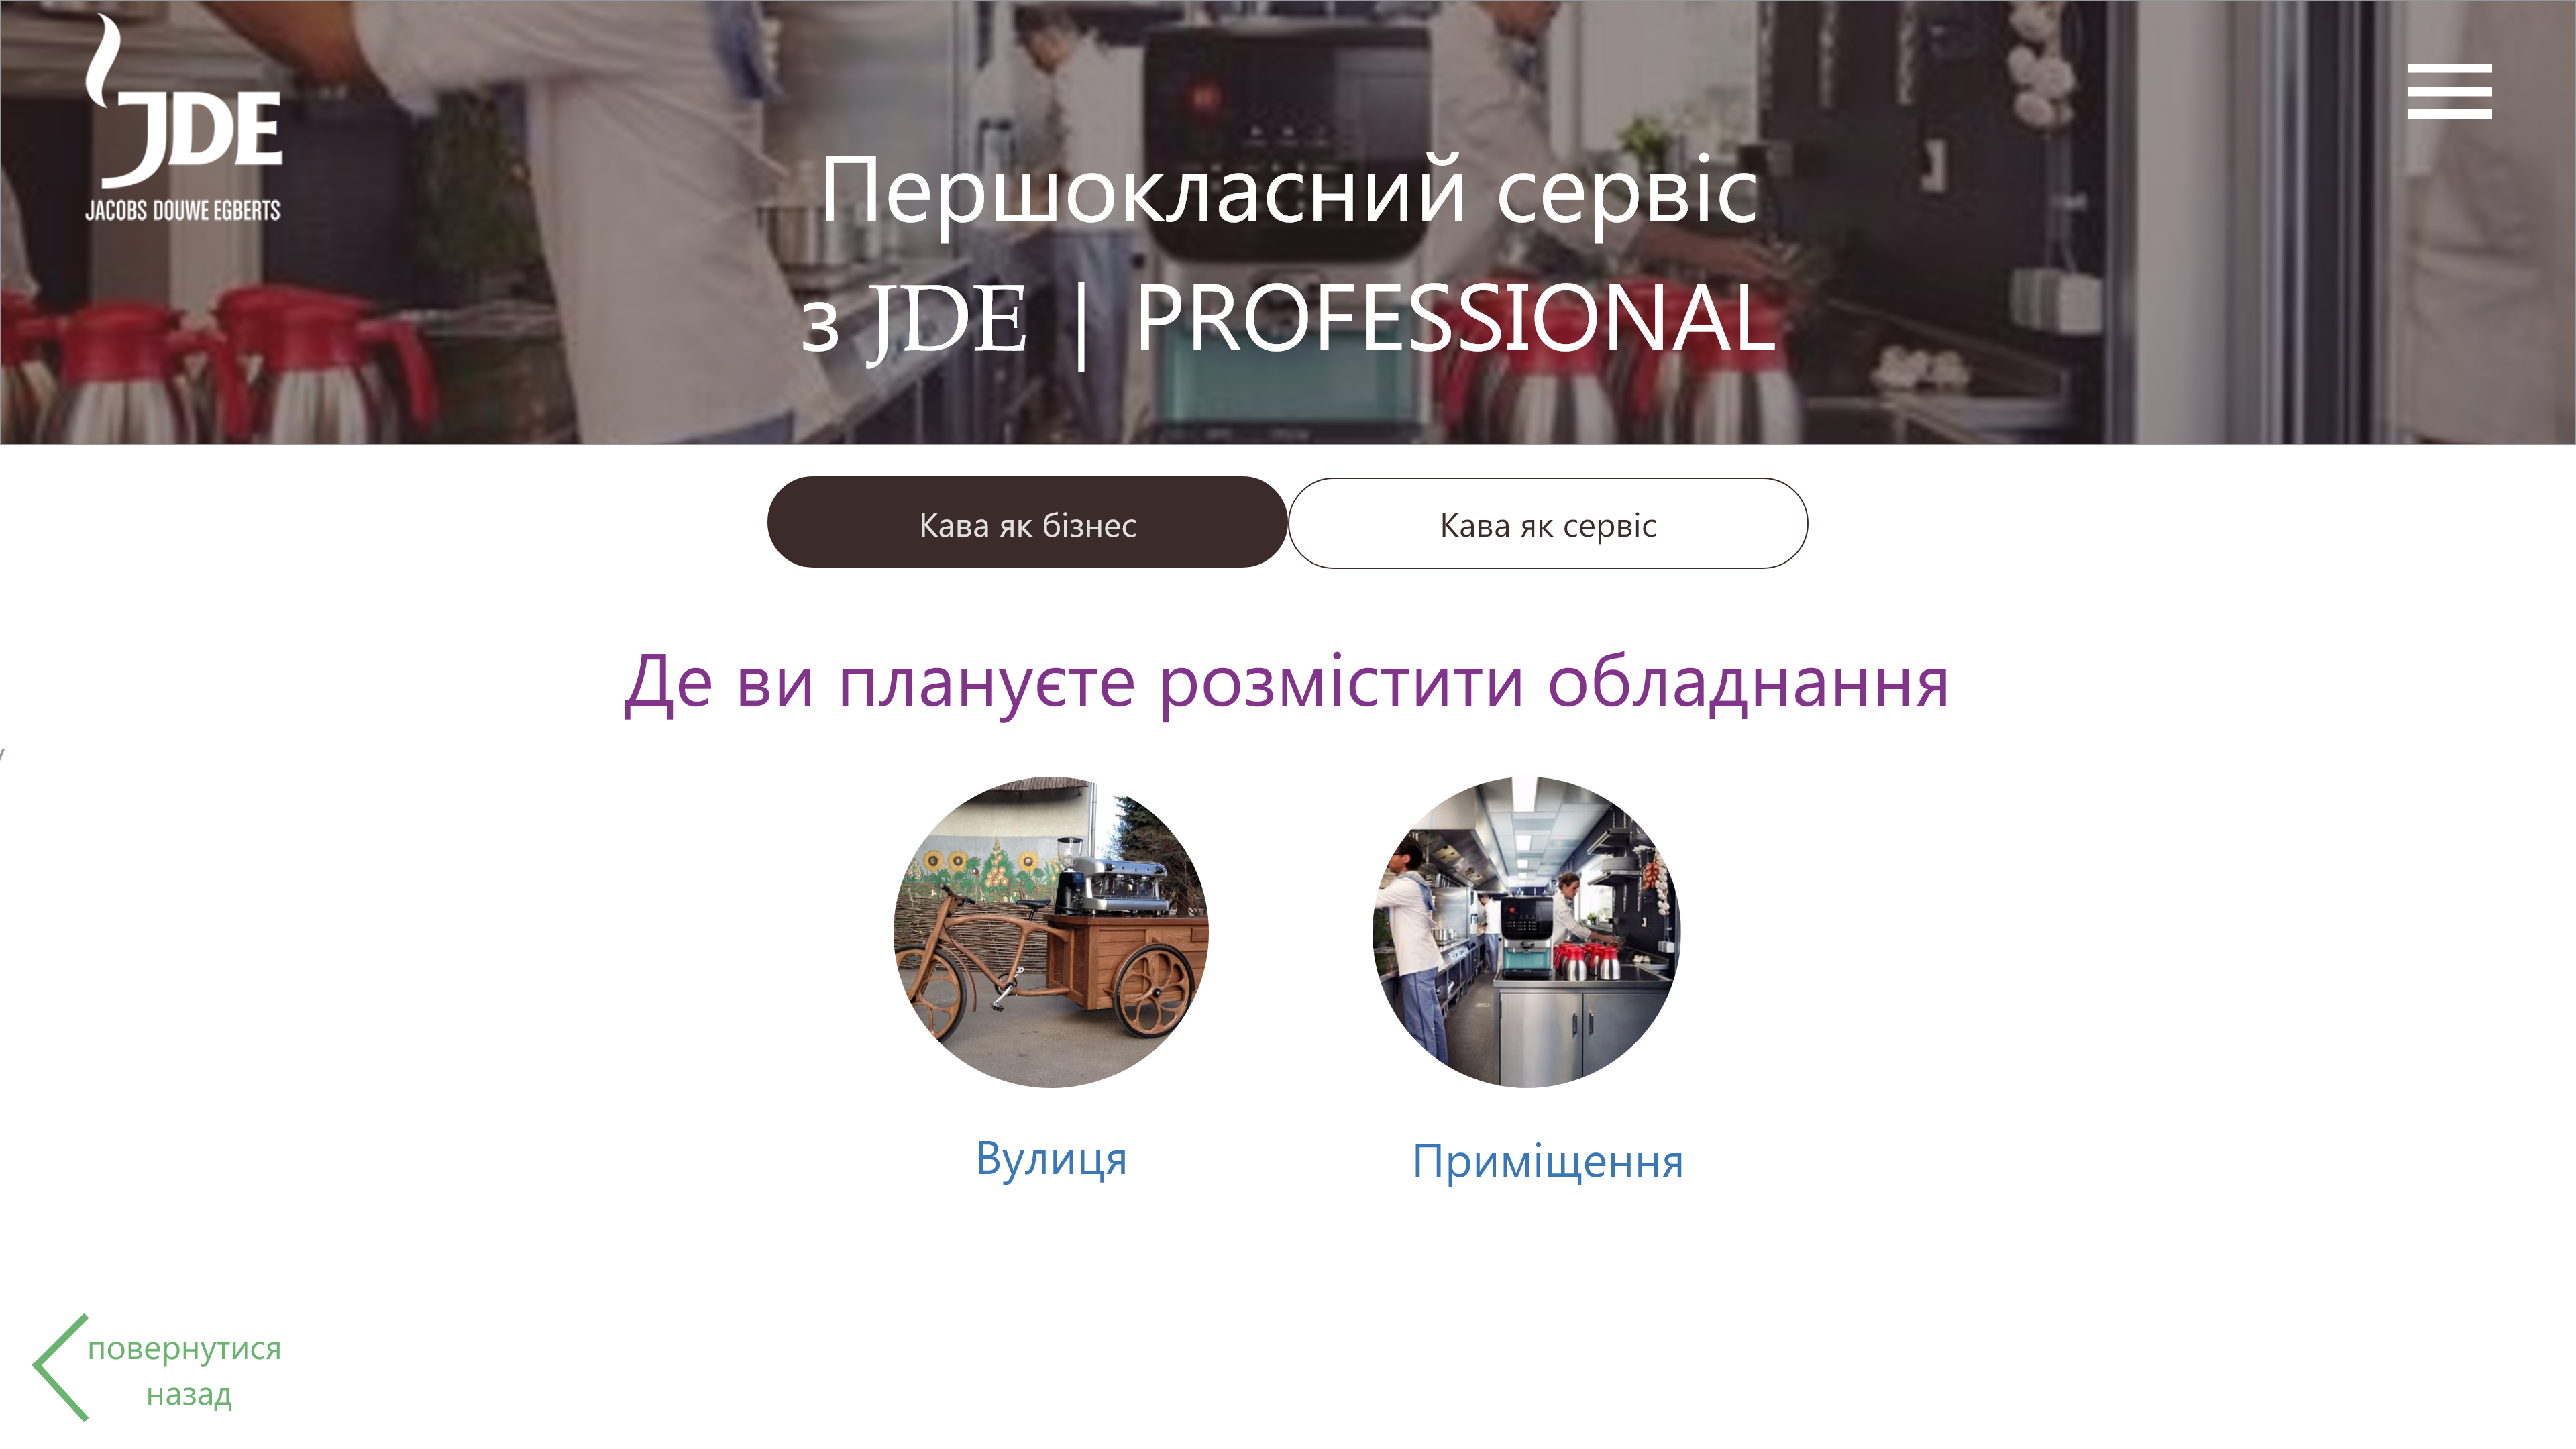 JDE
JACOBS DOUWE EGBERTS
Першокласний сервіс
з JDE | PROFESSIONAL
Кава як бізнес
Кава як сервіс
Де ви плануєте розмістити обладнання
Вулиця
Приміщення
повернутися
назад